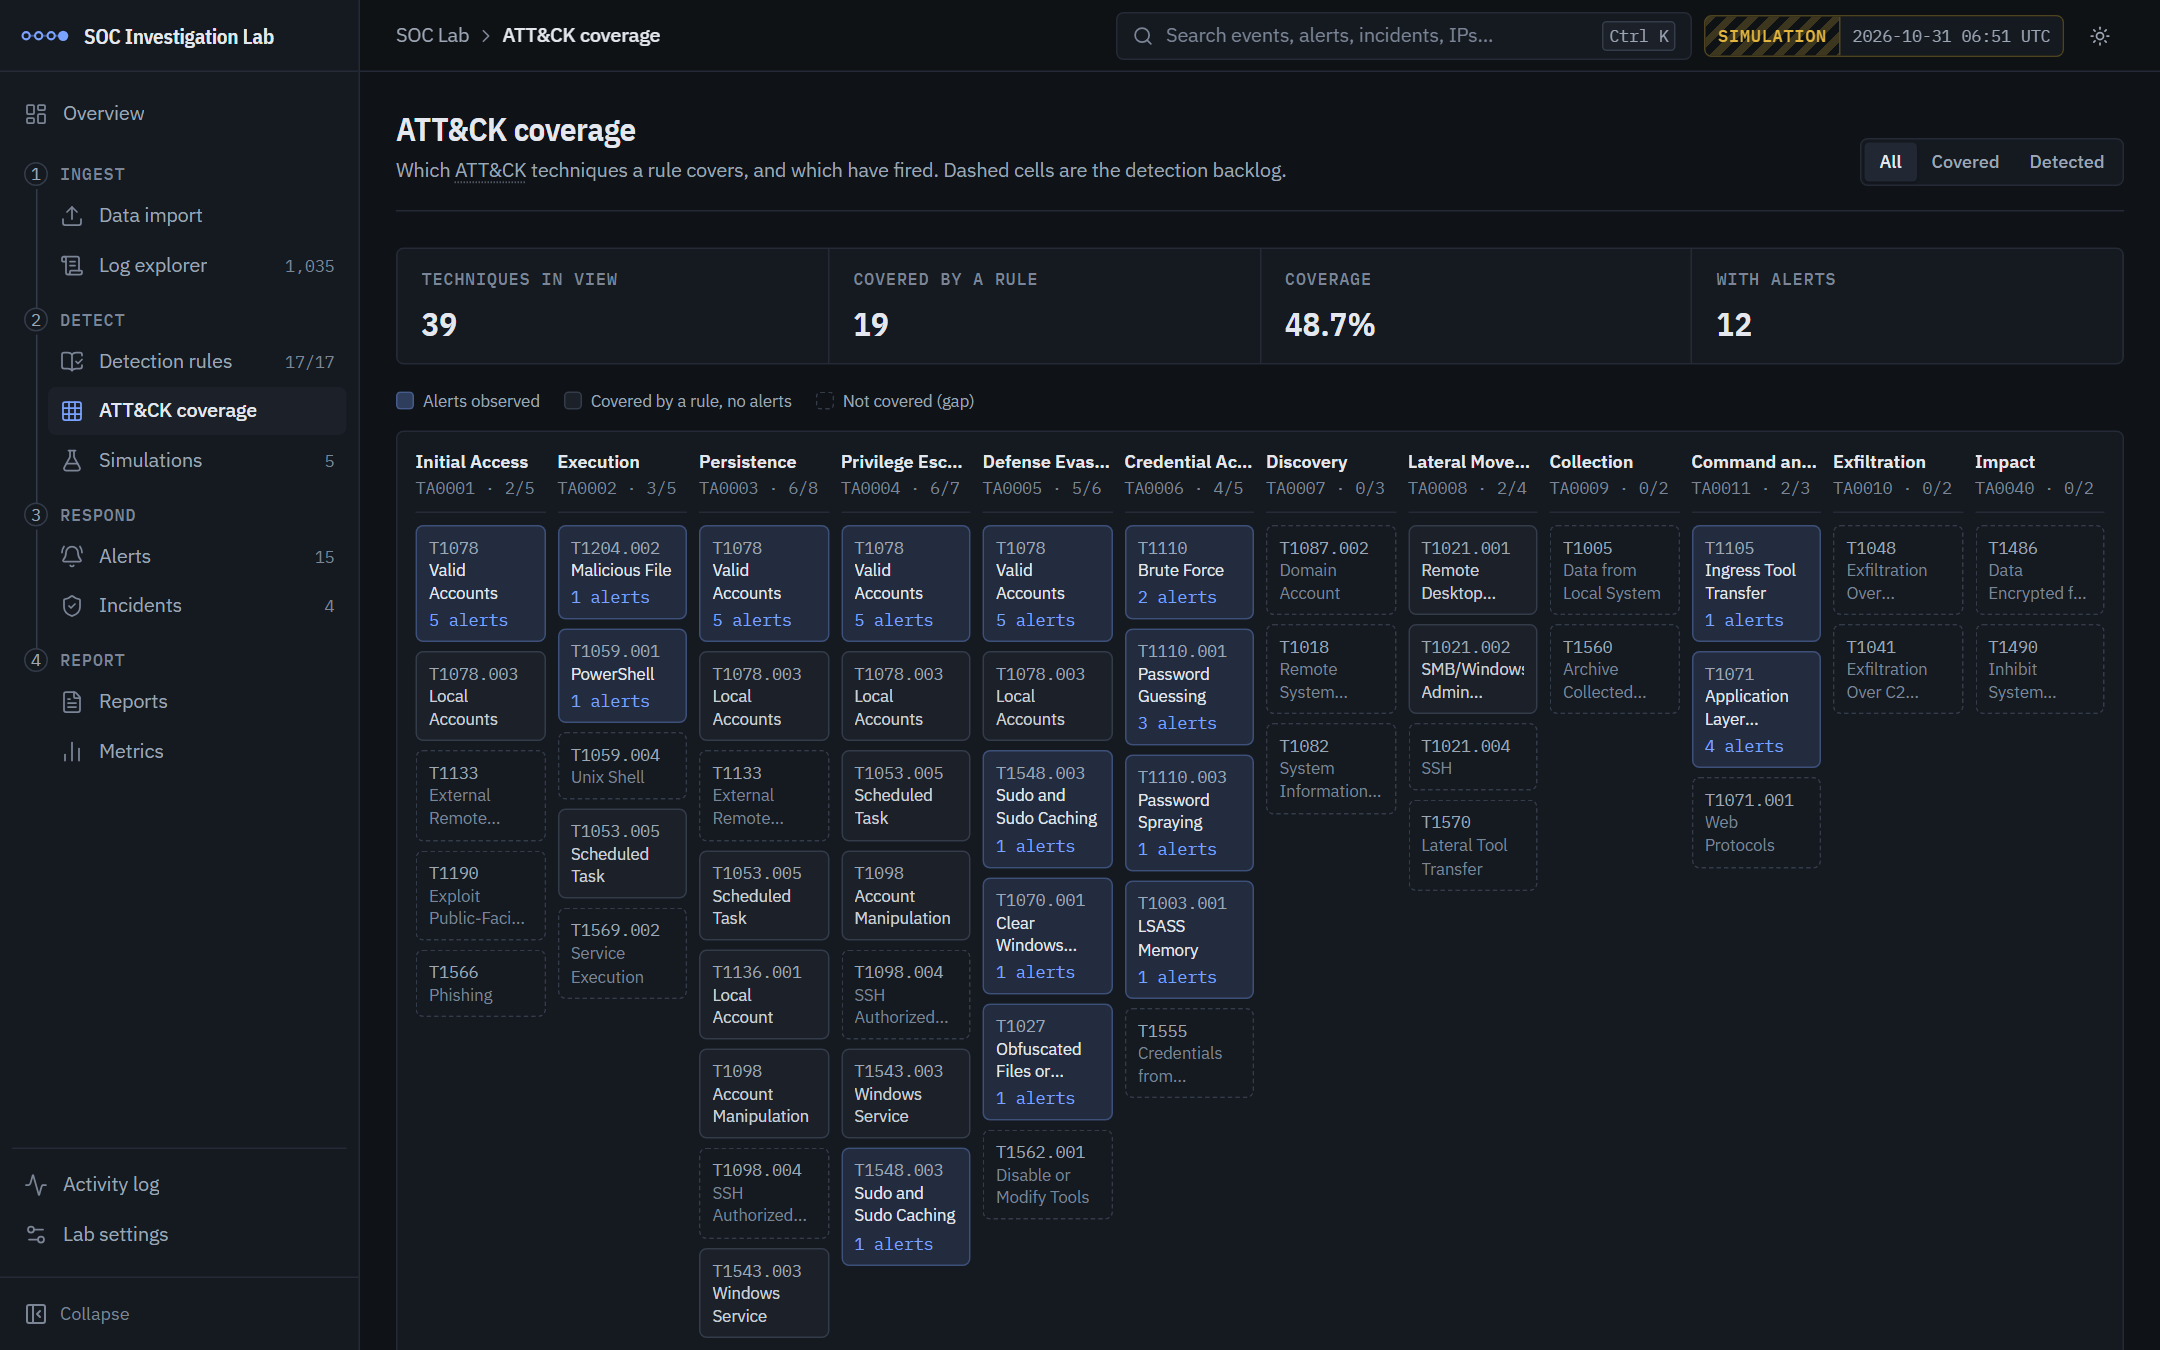 SOC Investigation Lab
SOC Lab > ATT&CK coverage
Search events, alerts, incidents, IPs...
Ctrl K
SIMULATION
2026-10-31 06:51 UTC
Overview
1 INGEST
Data import
Log explorer 1,035
2 DETECT
Detection rules 17/17
ATT&CK coverage
Simulations 5
3 RESPOND
Alerts 15
Incidents 4
4 REPORT
Reports
Metrics
Activity log
Lab settings
Collapse
ATT&CK coverage
Which ATT&CK techniques a rule covers, and which have fired. Dashed cells are the detection backlog.
All Covered Detected
TECHNIQUES IN VIEW
39
COVERED BY A RULE
19
COVERAGE
48.7%
WITH ALERTS
12
Alerts observed
Covered by a rule, no alerts
Not covered (gap)
Initial Access
TA0001 · 2/5
T1078
Valid
Accounts
5 alerts
T1078.003
Local
Accounts
T1133
External
Remote...
T1190
Exploit
Public-Faci...
T1566
Phishing
Execution
TA0002 · 3/5
T1204.002
Malicious File
1 alerts
T1059.001
PowerShell
1 alerts
T1059.004
Unix Shell
T1053.005
Scheduled
Task
T1569.002
Service
Execution
Persistence
TA0003 · 6/8
T1078
Valid
Accounts
5 alerts
T1078.003
Local
Accounts
T1133
External
Remote...
T1053.005
Scheduled
Task
T1136.001
Local
Account
T1098
Account
Manipulation
T1098.004
SSH
Authorized...
T1543.003
Windows
Service
Privilege Esc...
TA0004 · 6/7
T1078
Valid
Accounts
5 alerts
T1078.003
Local
Accounts
T1053.005
Scheduled
Task
T1098
Account
Manipulation
T1098.004
SSH
Authorized...
T1543.003
Windows
Service
T1548.003
Sudo and
Sudo Caching
1 alerts
Defense Evas...
TA0005 · 5/6
T1078
Valid
Accounts
5 alerts
T1078.003
Local
Accounts
T1548.003
Sudo and
Sudo Caching
1 alerts
T1070.001
Clear
Windows...
1 alerts
T1027
Obfuscated
Files or...
1 alerts
T1562.001
Disable or
Modify Tools
Credential Ac...
TA0006 · 4/5
T1110
Brute Force
2 alerts
T1110.001
Password
Guessing
3 alerts
T1110.003
Password
Spraying
1 alerts
T1003.001
LSASS
Memory
1 alerts
T1555
Credentials
from...
Discovery
TA0007 · 0/3
T1087.002
Domain
Account
T1018
Remote
System...
T1082
System
Information...
Lateral Move...
TA0008 · 2/4
T1021.001
Remote
Desktop...
T1021.002
SMB/Windows
Admin...
T1021.004
SSH
T1570
Lateral Tool
Transfer
Collection
TA0009 · 0/2
T1005
Data from
Local System
T1560
Archive
Collected...
Command an...
TA0011 · 2/3
T1105
Ingress Tool
Transfer
1 alerts
T1071
Application
Layer...
4 alerts
T1071.001
Web
Protocols
Exfiltration
TA0010 · 0/2
T1048
Exfiltration
Over...
T1041
Exfiltration
Over C2...
Impact
TA0040 · 0/2
T1486
Data
Encrypted f...
T1490
Inhibit
System...